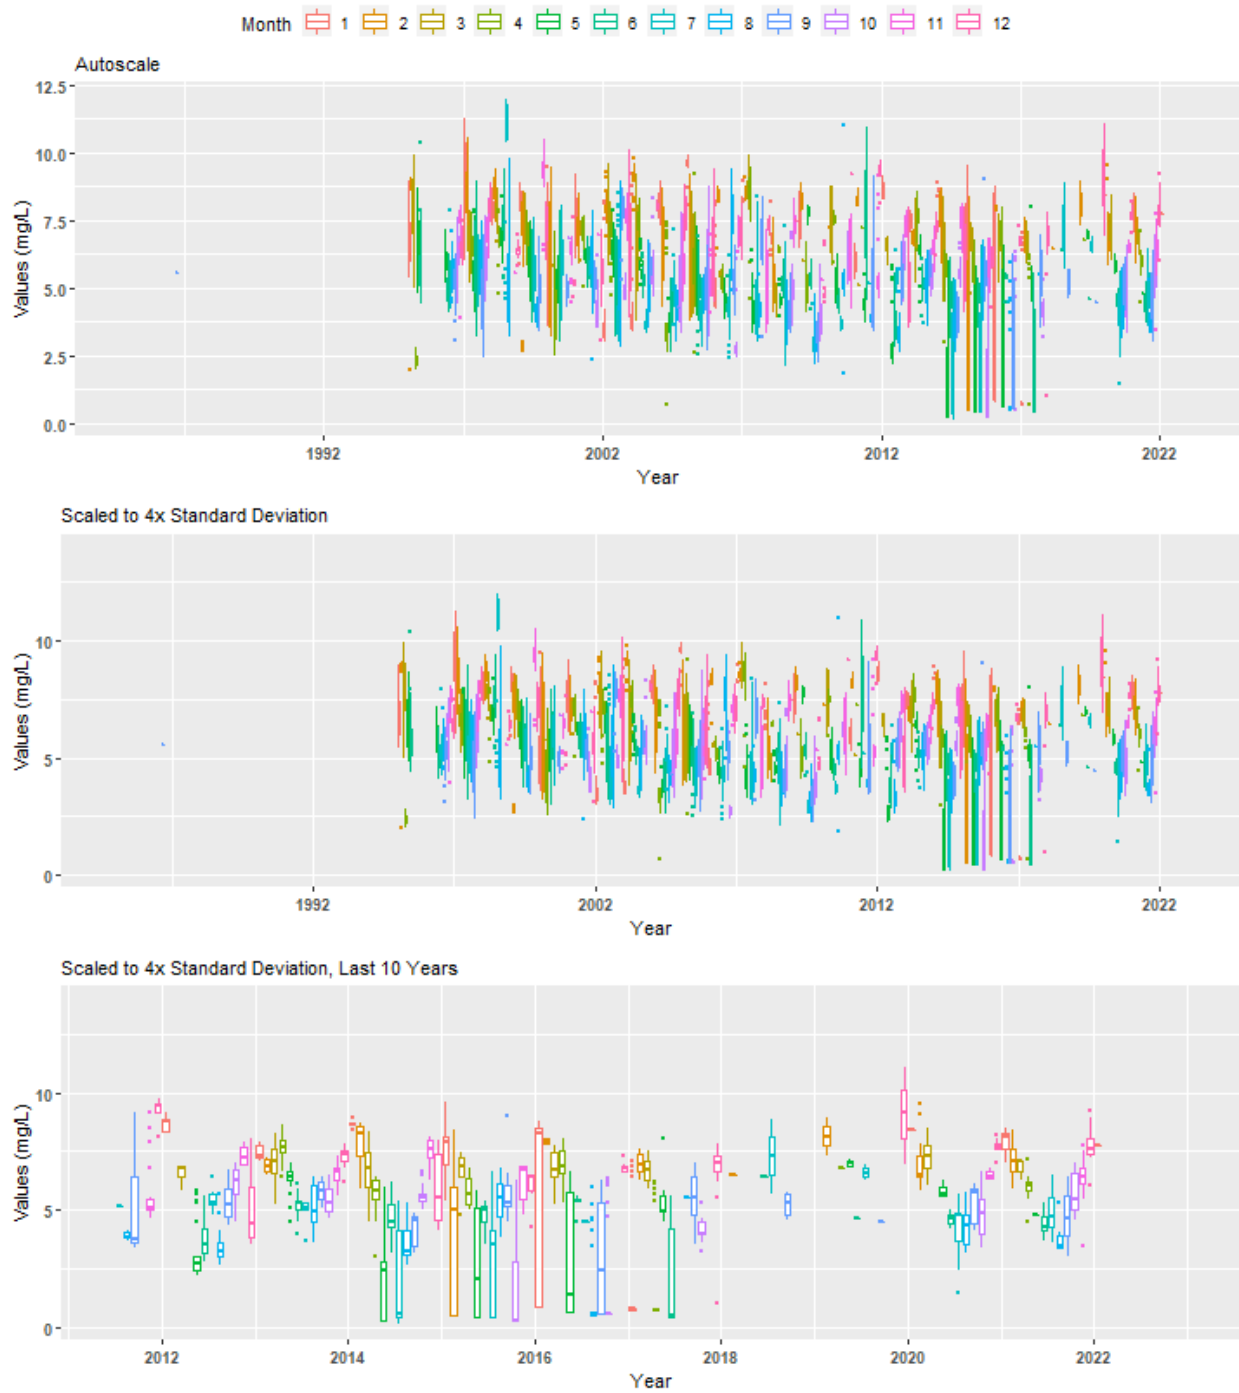 Month 1 2 3 4 5 6 7 8 9 10 11 12
Autoscale
12.5
10.0
7.5
5.0
2.5
0.0
Values (mg/L)
1992 2002 2012 2022
Year
Scaled to 4x Standard Deviation
10
5
0
Values (mg/L)
1992 2002 2012 2022
Year
Scaled to 4x Standard Deviation, Last 10 Years
10
5
0
Values (mg/L)
2012 2014 2016 2018 2020 2022
Year